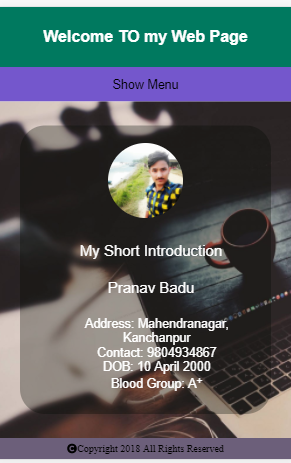 Welcome TO my Web Page
Show Menu
My Short Introduction
Pranav Badu
Address: Mahendranagar,
Kanchanpur
Contact: 9804934867
DOB: 10 April 2000
Blood Group: A⁺
🅒Copyright 2018 All Rights Reserved